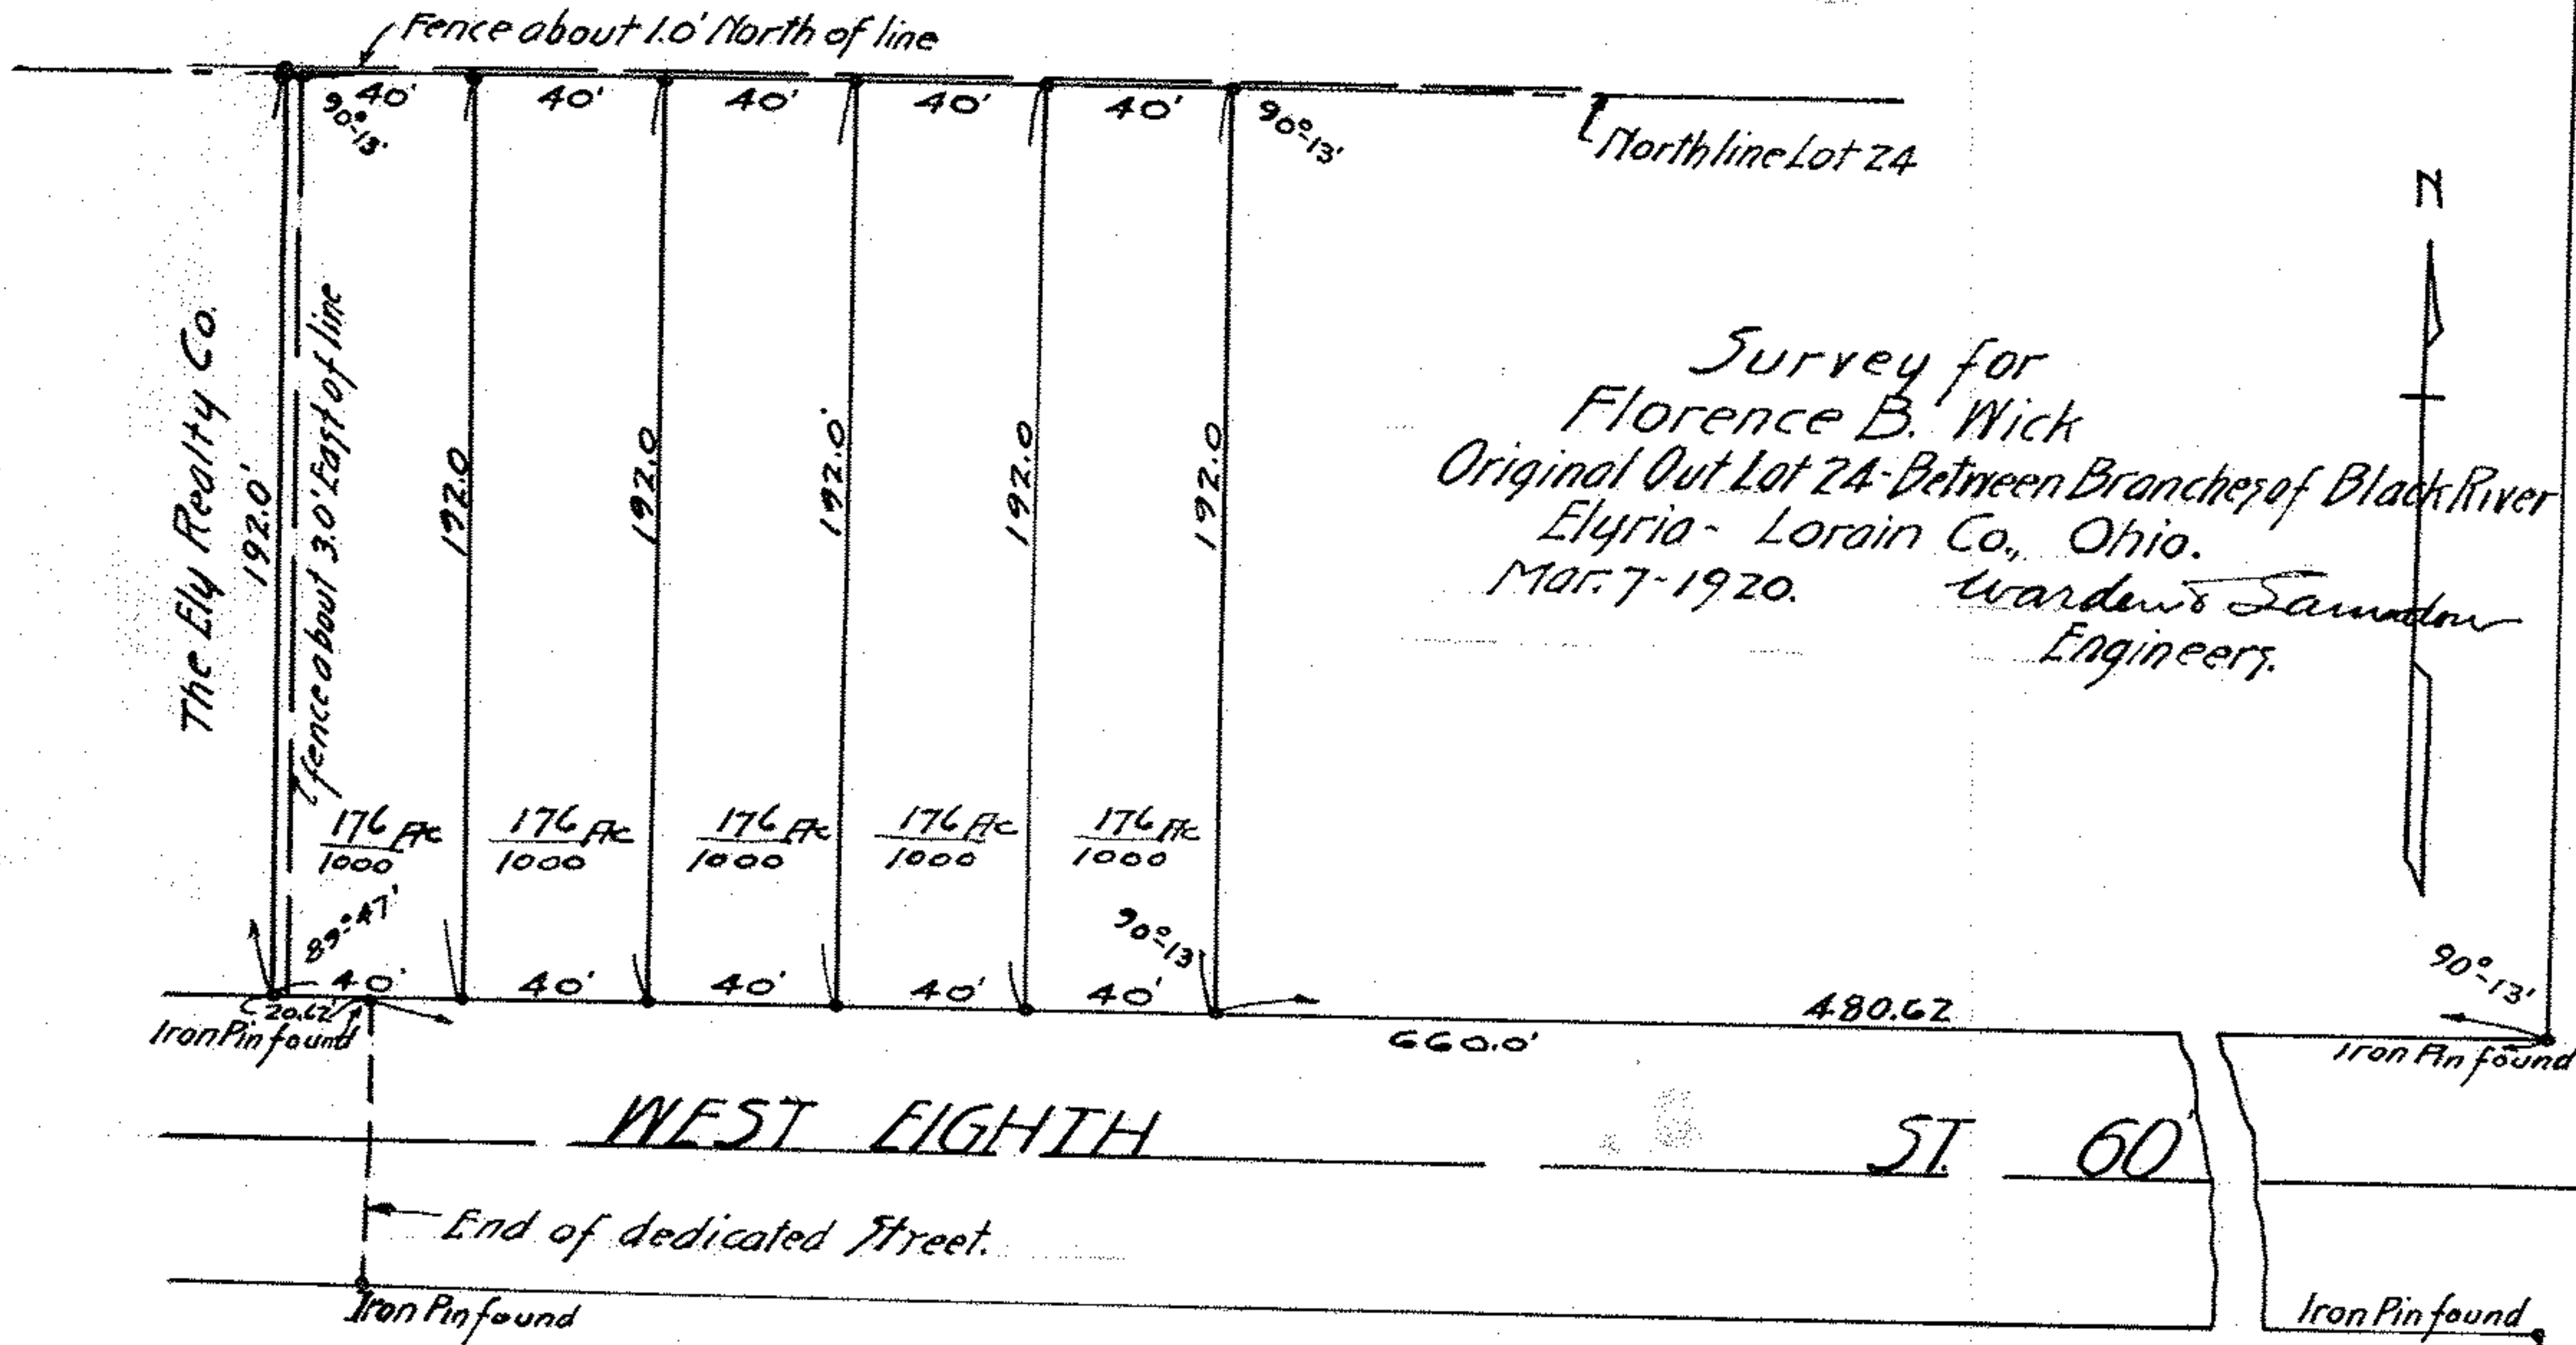 Fence about 1.0' North of line
40' 40' 40' 40' 40'
90°-13'
90°-13'
North line Lot 24
N
The Ely Realty Co.
192.0'
fence about 3.0' East of line
192.0 192.0 192.0' 192.0 192.0
Survey for
Florence B. Wick
Original Out Lot 24-Between Branches of Black River
Elyria- Lorain Co., Ohio.
Mar. 7-1920.
Engineers.
176/1000 Ac 176/1000 Ac 176/1000 Ac 176/1000 Ac 176/1000 Ac
89°-47'
90°-13
90°-13'
40' 40' 40' 40' 40'
20.62'
480.62
660.0'
Iron Pin found
Iron Pin found
WEST EIGHTH ST. 60'
End of dedicated Street.
Iron Pin found
Iron Pin found